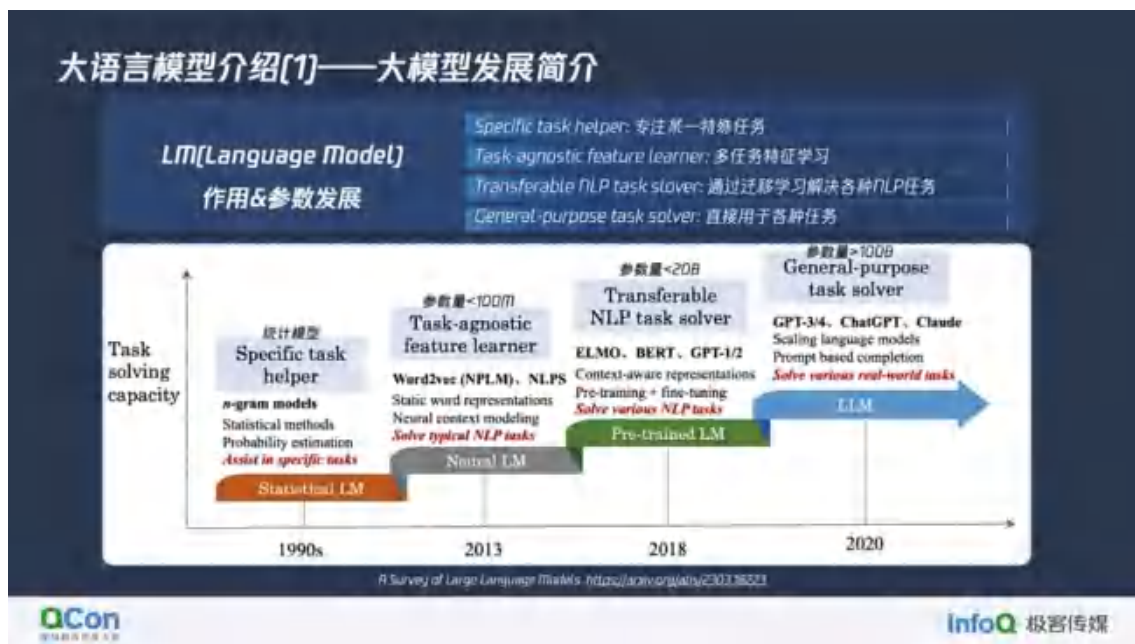 大语言模型介绍(1)——大模型发展简介
LM(Language Model)
作用&参数发展
Specific task helper: 专注某一特殊任务
Task-agnostic feature learner: 多任务特征学习
Transferable NLP task slover: 通过迁移学习解决各种NLP任务
General-purpose task solver: 直接用于各种任务
Task
solving
capacity
统计模型
Specific task
helper
n-gram models
Statistical methods
Probability estimation
Assist in specific tasks
Statistical LM
参数量<100M
Task-agnostic
feature learner
Word2vec (NPLM)、NLPS
Static word representations
Neural context modeling
Solve typical NLP tasks
Neural LM
参数量<20B
Transferable
NLP task solver
ELMO、BERT、GPT-1/2
Context-aware representations
Pre-training + fine-tuning
Solve various NLP tasks
Pre-trained LM
参数量>100B
General-purpose
task solver
GPT-3/4、ChatGPT、Claude
Scaling language models
Prompt based completion
Solve various real-world tasks
LLM
1990s
2013
2018
2020
A Survey of Large Language Models.
QCon
InfoQ 极客传媒